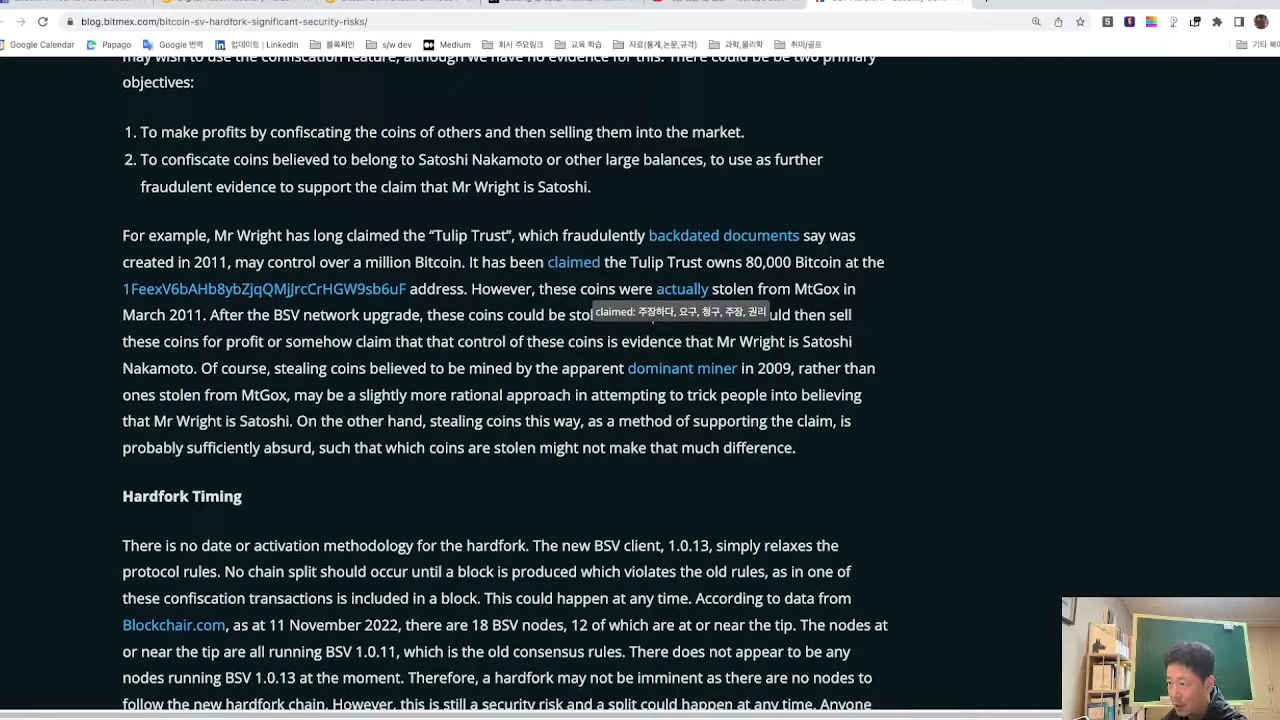 blog.bitmex.com/bitcoin-sv-hardfork-significant-security-risks/
Google Calendar Papago Google 번역 업데이트 | LinkedIn 블록체인 s/w dev Medium 회사 주요링크 교육 학습 자료(통계,논문,규격) 과학,물리학 취미/골프 기타 북마
may wish to use the confiscation feature, although we have no evidence for this. There could be be two primary
objectives:
1. To make profits by confiscating the coins of others and then selling them into the market.
2. To confiscate coins believed to belong to Satoshi Nakamoto or other large balances, to use as further
fraudulent evidence to support the claim that Mr Wright is Satoshi.
For example, Mr Wright has long claimed the “Tulip Trust”, which fraudulently backdated documents say was
created in 2011, may control over a million Bitcoin. It has been claimed the Tulip Trust owns 80,000 Bitcoin at the
1FeexV6bAHb8ybZjqQMjJrcCrHGW9sb6uF address. However, these coins were actually stolen from MtGox in
claimed: 주장하다, 요구, 청구, 주장, 권리
March 2011. After the BSV network upgrade, these coins could be stol uld then sell
these coins for profit or somehow claim that that control of these coins is evidence that Mr Wright is Satoshi
Nakamoto. Of course, stealing coins believed to be mined by the apparent dominant miner in 2009, rather than
ones stolen from MtGox, may be a slightly more rational approach in attempting to trick people into believing
that Mr Wright is Satoshi. On the other hand, stealing coins this way, as a method of supporting the claim, is
probably sufficiently absurd, such that which coins are stolen might not make that much difference.
Hardfork Timing
There is no date or activation methodology for the hardfork. The new BSV client, 1.0.13, simply relaxes the
protocol rules. No chain split should occur until a block is produced which violates the old rules, as in one of
these confiscation transactions is included in a block. This could happen at any time. According to data from
Blockchair.com, as at 11 November 2022, there are 18 BSV nodes, 12 of which are at or near the tip. The nodes at
or near the tip are all running BSV 1.0.11, which is the old consensus rules. There does not appear to be any
nodes running BSV 1.0.13 at the moment. Therefore, a hardfork may not be imminent as there are no nodes to
follow the new hardfork chain. However, this is still a security risk and a split could happen at any time. Anyone